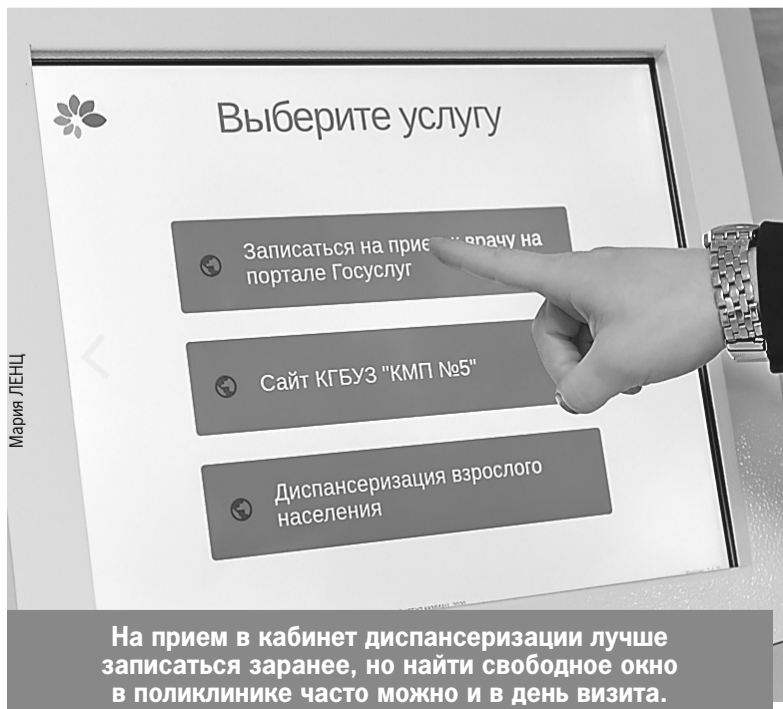 Выберите услугу
Записаться на прием к врачу на
портале Госуслуг
Сайт КГБУЗ "КМП №5"
Диспансеризация взрослого
населения
Мария ЛЕНЦ
На прием в кабинет диспансеризации лучше
записаться заранее, но найти свободное окно
в поликлинике часто можно и в день визита.